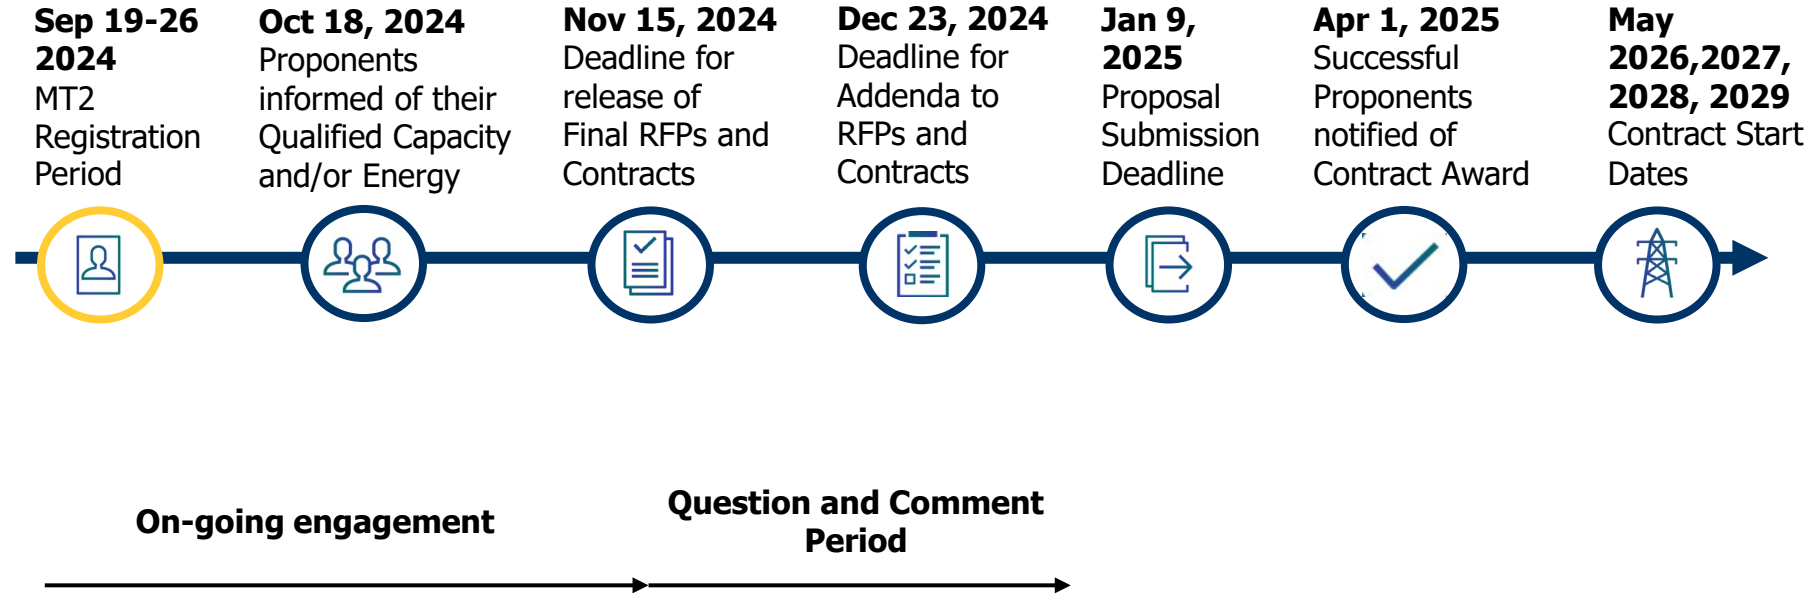 Sep 19-26
2024
MT2
Registration
Period
Oct 18, 2024
Proponents
informed of their
Qualified Capacity
and/or Energy
Nov 15, 2024
Deadline for
release of
Final RFPs and
Contracts
Dec 23, 2024
Deadline for
Addenda to
RFPs and
Contracts
Jan 9,
2025
Proposal
Submission
Deadline
Apr 1, 2025
Successful
Proponents
notified of
Contract Award
May
2026,2027,
2028, 2029
Contract Start
Dates
On-going engagement
Question and Comment
Period